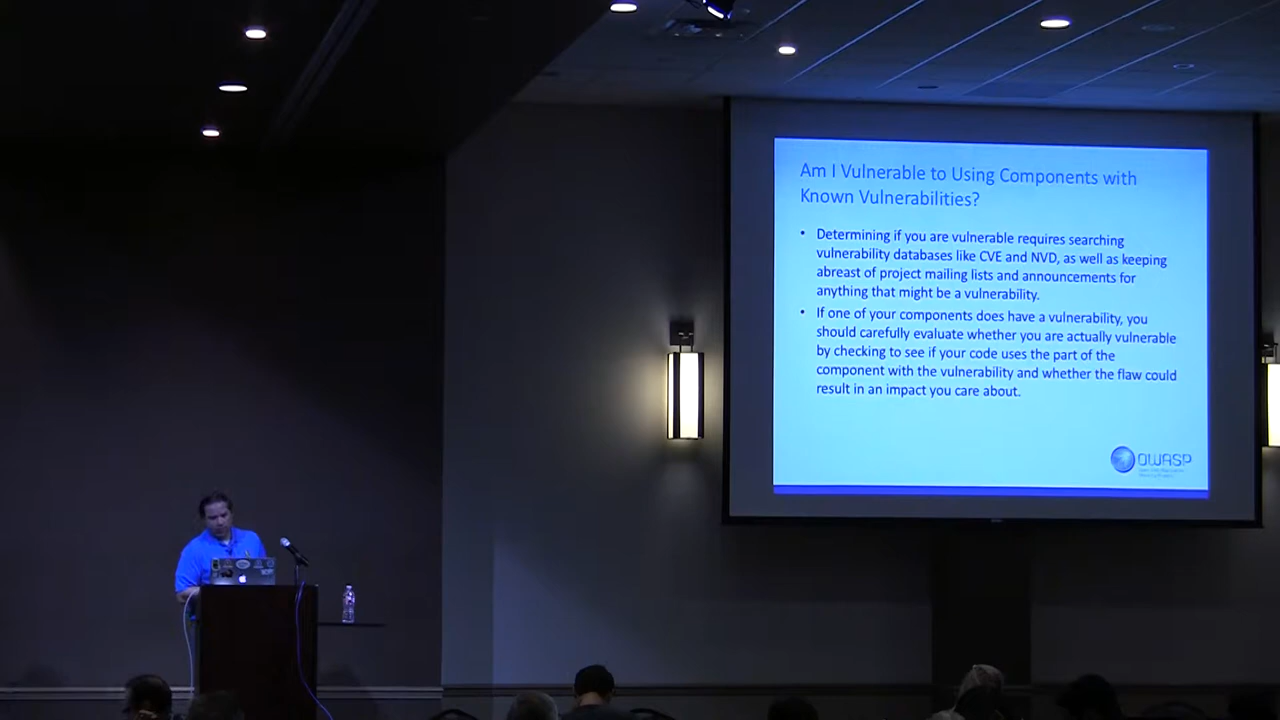 Am I Vulnerable to Using Components with
Known Vulnerabilities?
• Determining if you are vulnerable requires searching
vulnerability databases like CVE and NVD, as well as keeping
abreast of project mailing lists and announcements for
anything that might be a vulnerability.
• If one of your components does have a vulnerability, you
should carefully evaluate whether you are actually vulnerable
by checking to see if your code uses the part of the
component with the vulnerability and whether the flaw could
result in an impact you care about.
OWASP